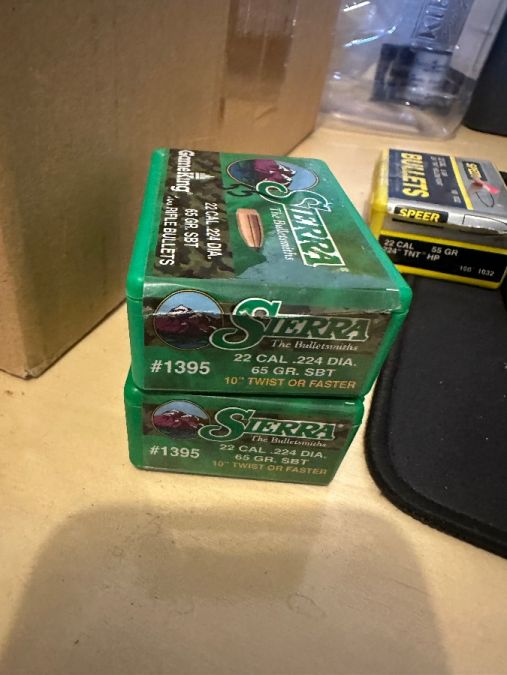 GameKing
22 CAL .224 DIA.
65 GR. SBT
...RIFLE BULLETS
SIERRA
The Bulletsmiths
SIERRA
The Bulletsmiths
#1395
22 CAL .224 DIA.
65 GR. SBT
10" TWIST OR FASTER
SIERRA
The Bulletsmiths
#1395
22 CAL .224 DIA.
65 GR. SBT
10" TWIST OR FASTER
SPEER
BULLETS
SPEER
22 CAL 55 GR
.224" TNT® HP
100 1032